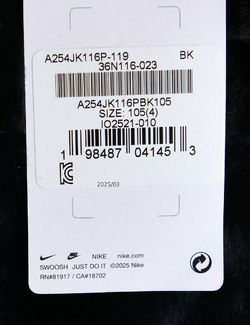 A254JK116P-119 BK
36N116-023
A254JK116PBK105
SIZE: 105(4)
IO2521-010
1 98487 04145 3
2025/03
NIKE nike.com
SWOOSH JUST DO IT ©2025 Nike
RN#81917 / CA#18702